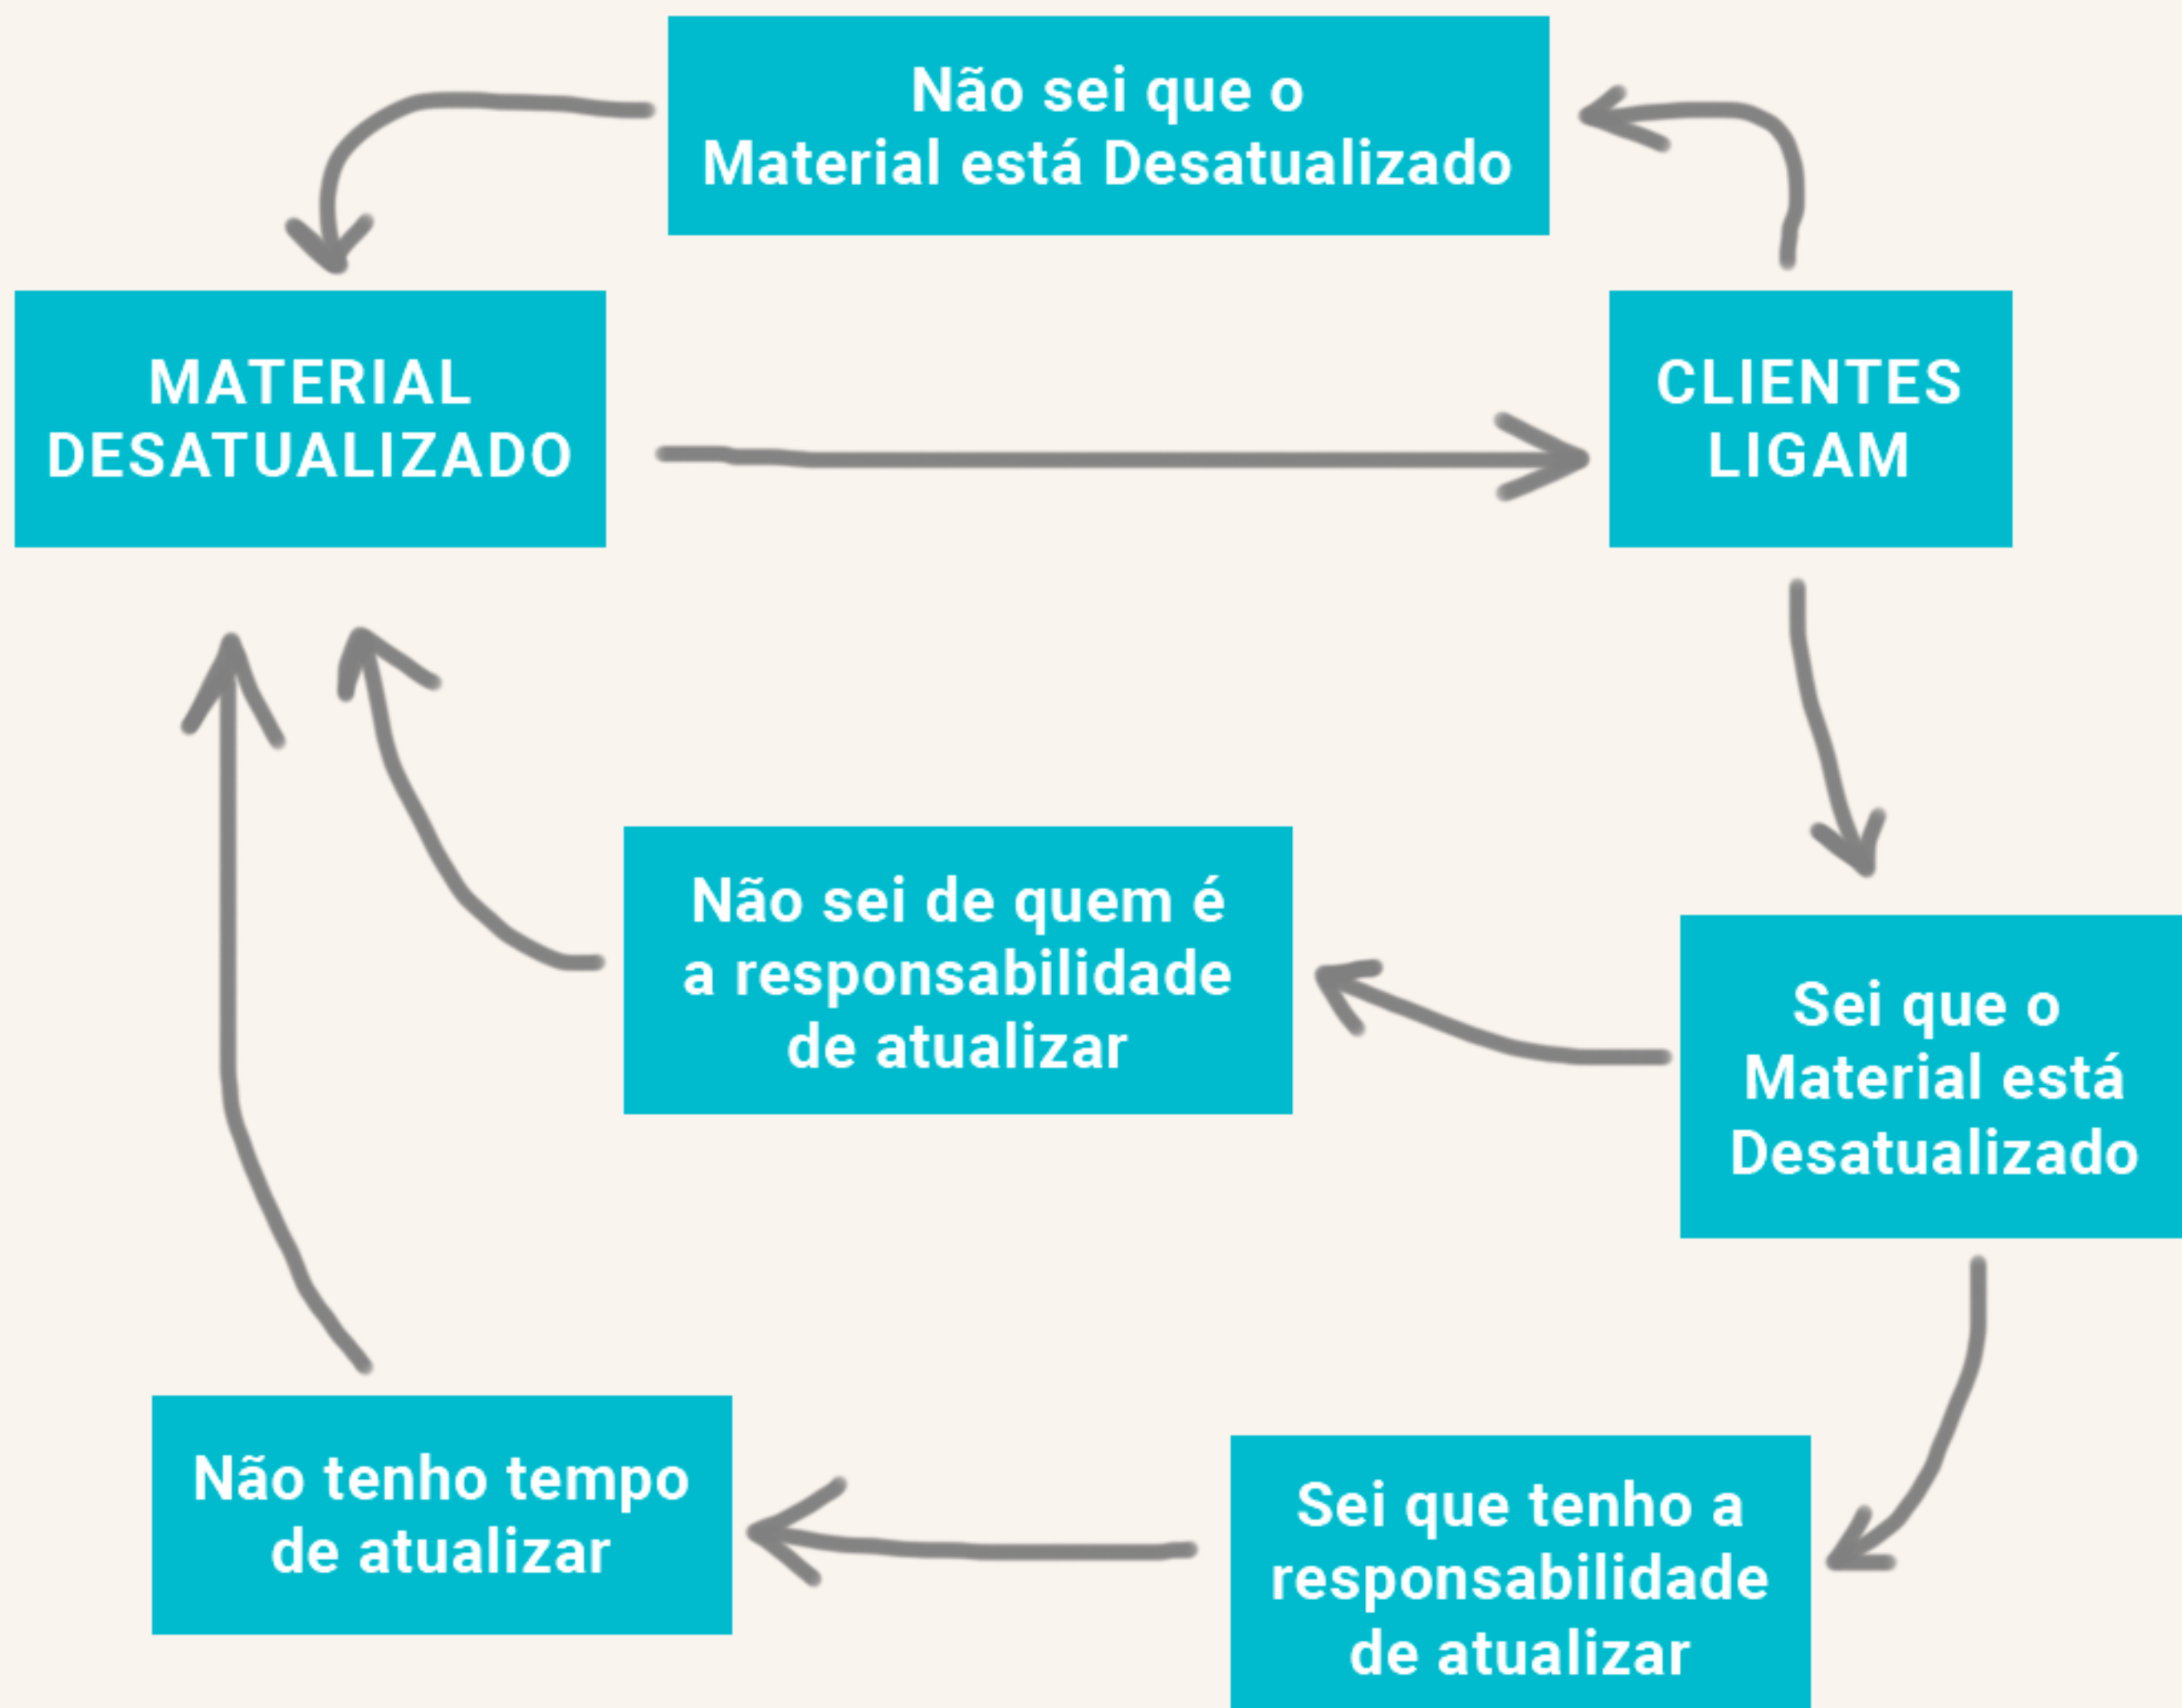 Não sei que o
Material está Desatualizado
MATERIAL
DESATUALIZADO
CLIENTES
LIGAM
Não sei de quem é
a responsabilidade
de atualizar
Sei que o
Material está
Desatualizado
Não tenho tempo
de atualizar
Sei que tenho a
responsabilidade
de atualizar